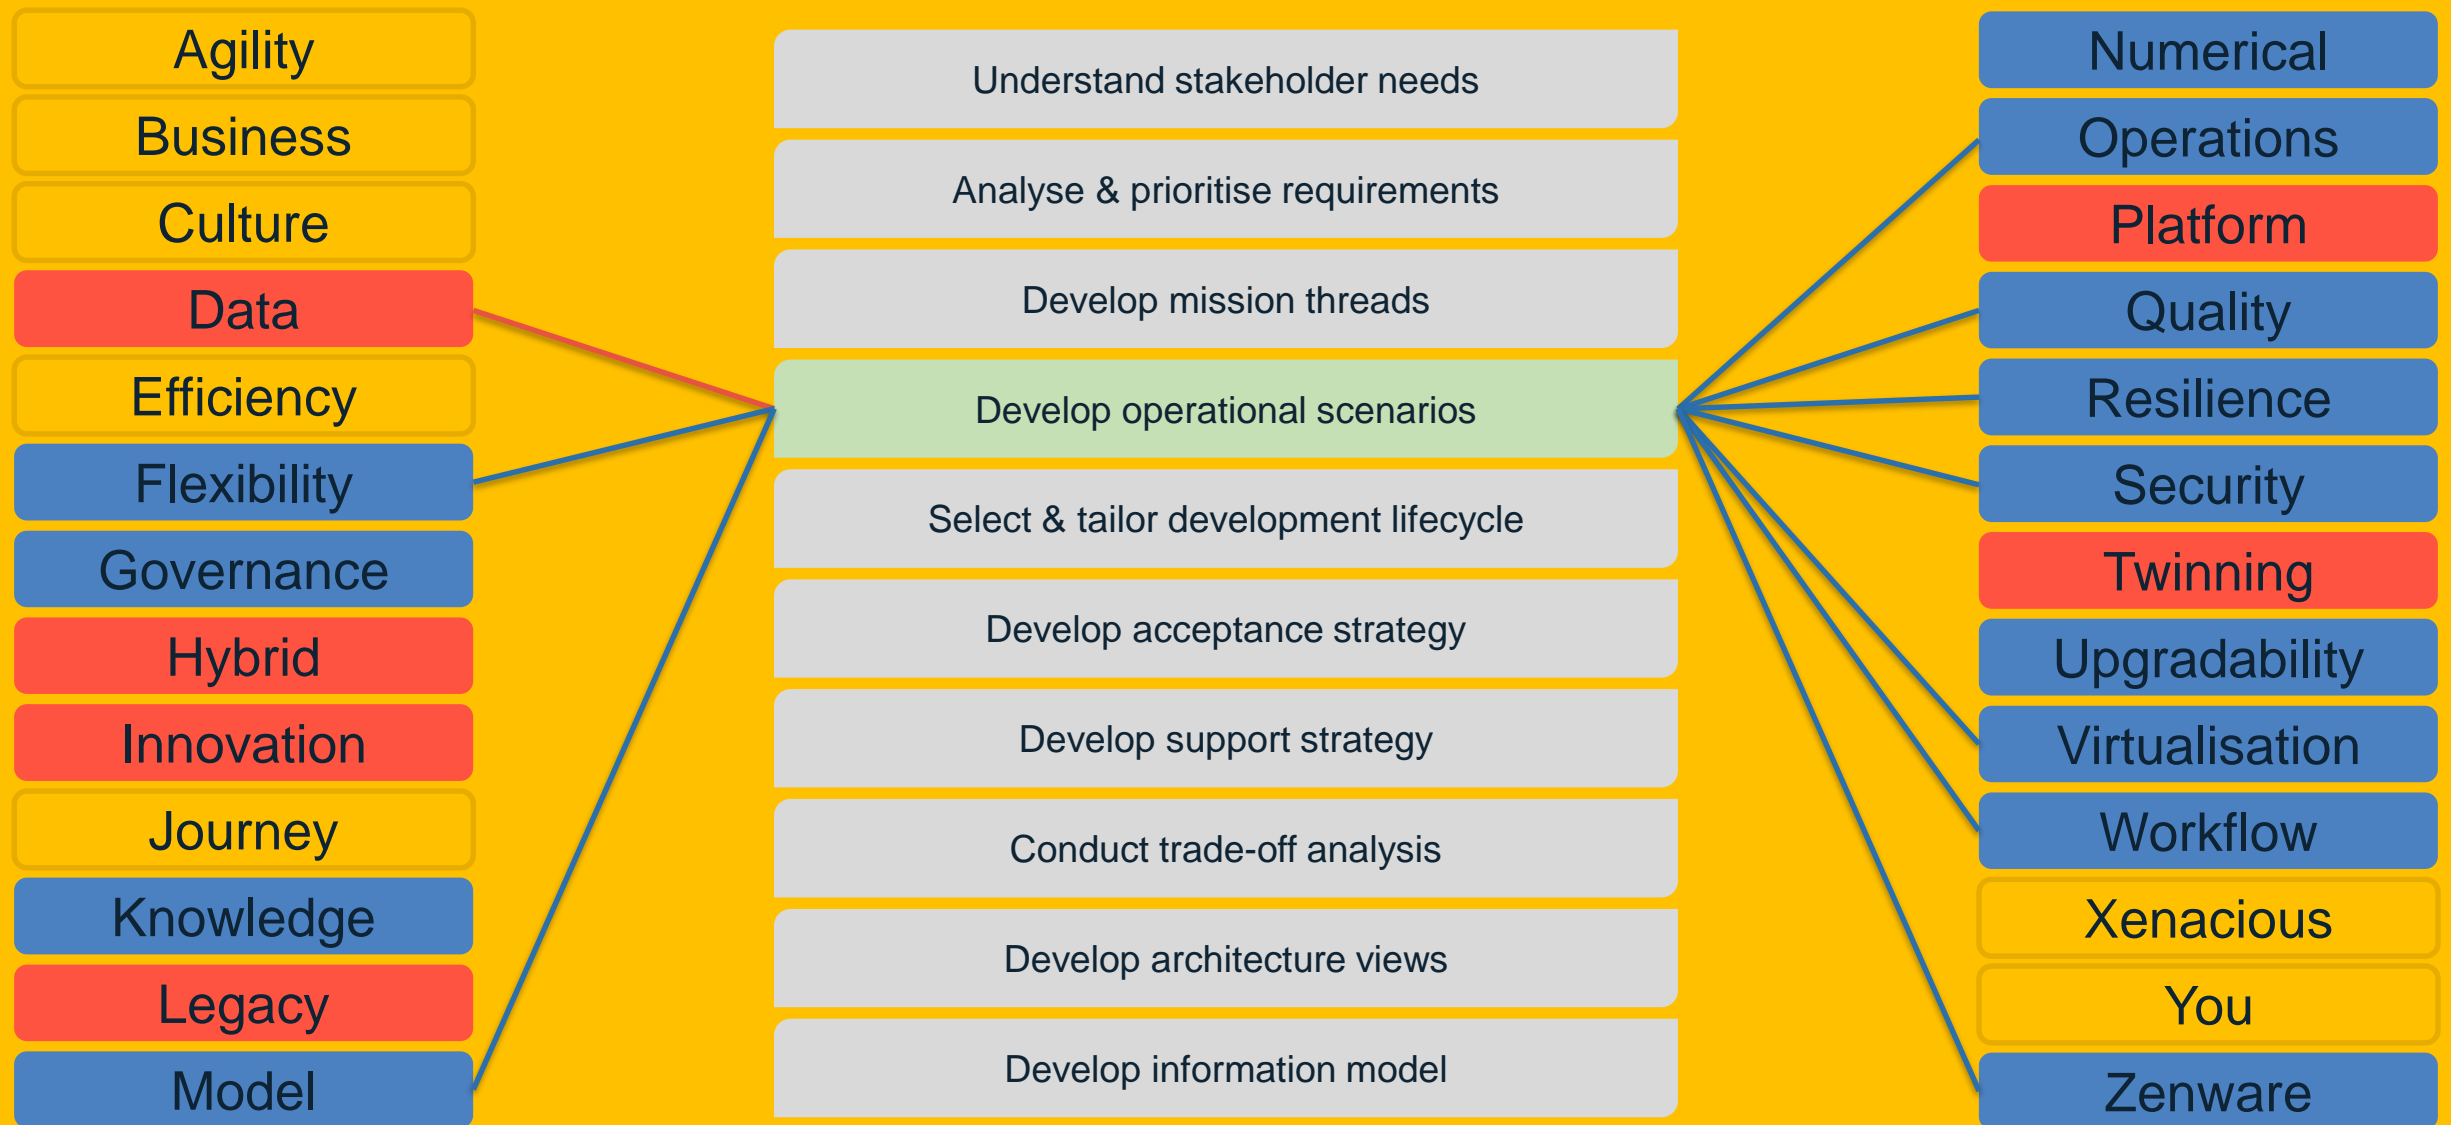 Agility
Business
Culture
Data
Efficiency
Flexibility
Governance
Hybrid
Innovation
Journey
Knowledge
Legacy
Model
Understand stakeholder needs
Analyse & prioritise requirements
Develop mission threads
Develop operational scenarios
Select & tailor development lifecycle
Develop acceptance strategy
Develop support strategy
Conduct trade-off analysis
Develop architecture views
Develop information model
Numerical
Operations
Platform
Quality
Resilience
Security
Twinning
Upgradability
Virtualisation
Workflow
Xenacious
You
Zenware